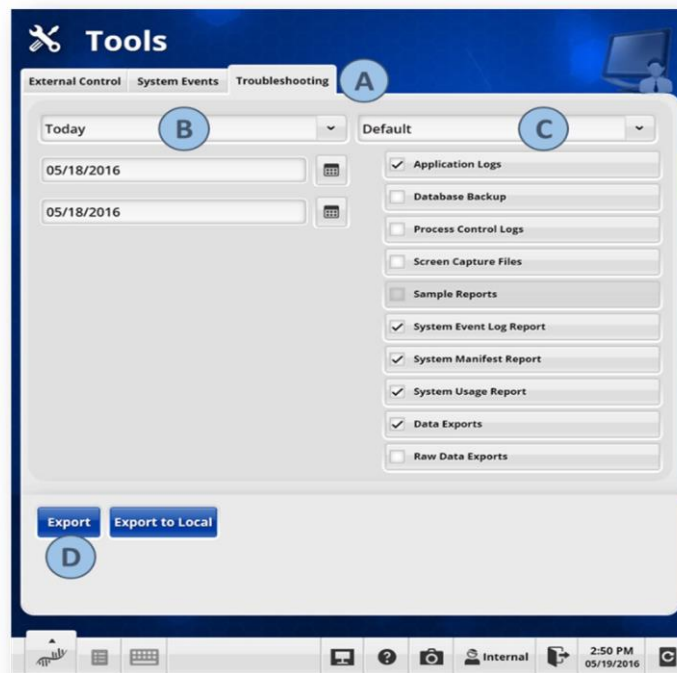 Tools
External Control System Events Troubleshooting A
Today B Default C
05/18/2016
05/18/2016
Application Logs
Database Backup
Process Control Logs
Screen Capture Files
Sample Reports
System Event Log Report
System Manifest Report
System Usage Report
Data Exports
Raw Data Exports
Export Export to Local
D
Internal
2:50 PM
05/19/2016